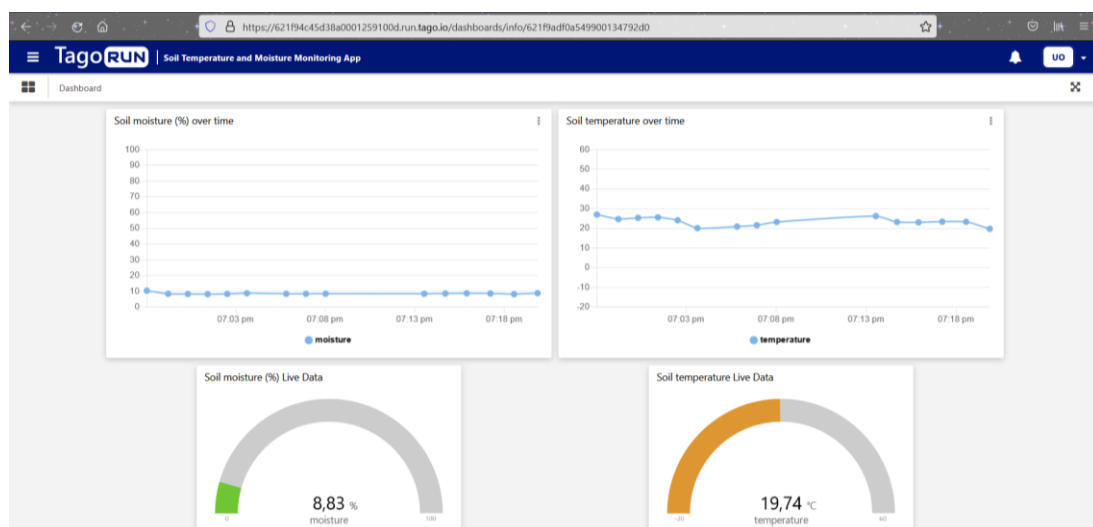 https://621f94c45d38a0001259100d.run.tago.io/dashboards/info/621f9adf0a549900134792d0
TagoRUN Soil Temperature and Moisture Monitoring App UO
Dashboard
Soil moisture (%) over time
100
90
80
70
60
50
40
30
20
10
0
07:03 pm 07:08 pm 07:13 pm 07:18 pm
moisture
Soil temperature over time
60
50
40
30
20
10
0
-10
-20
07:03 pm 07:08 pm 07:13 pm 07:18 pm
temperature
Soil moisture (%) Live Data
8,83 %
moisture
0 100
Soil temperature Live Data
19,74 °C
temperature
-20 60